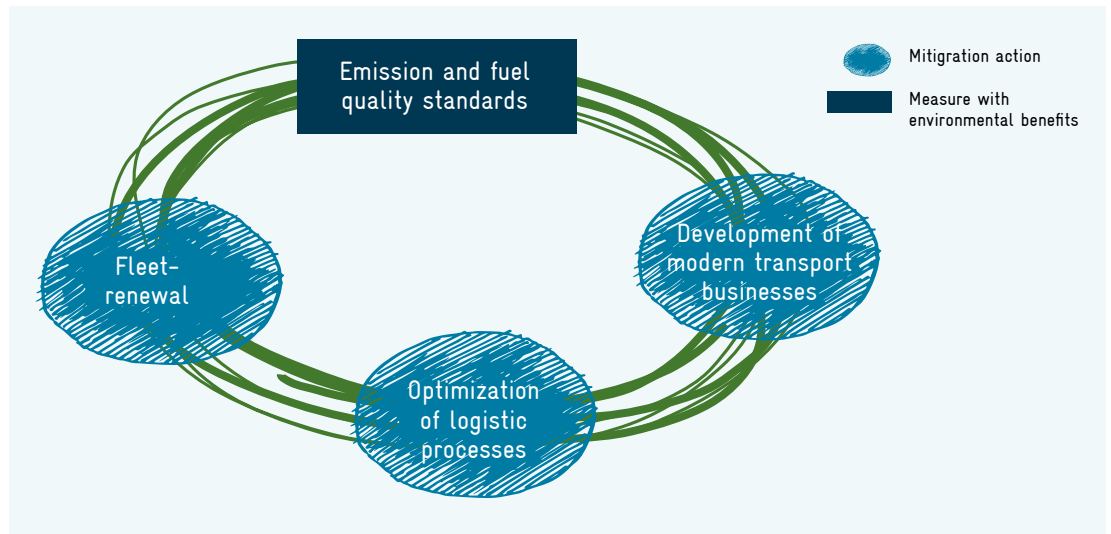 Emission and fuel
quality standards
Mitigration action
Measure with
environmental benefits
Development of
modern transport
businesses
Fleet-
renewal
Optimization
of logistic
processes